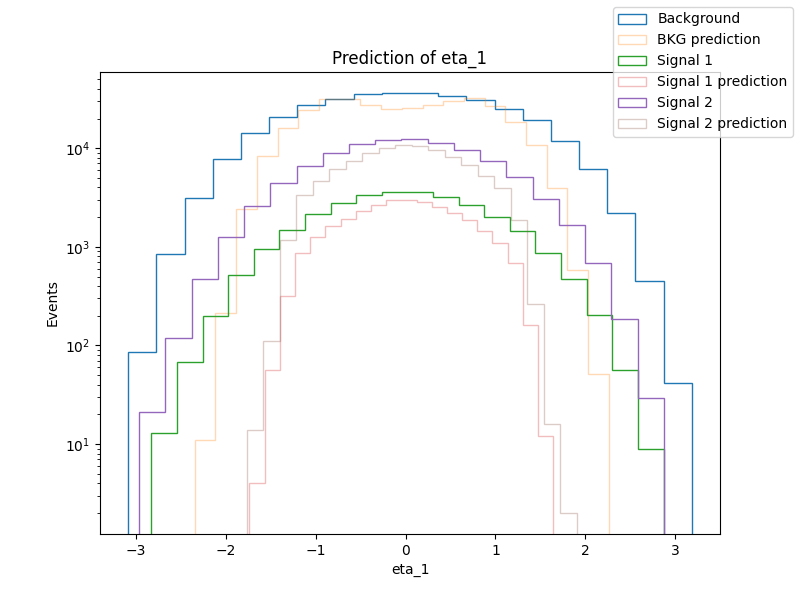 Prediction of eta_1
Background
BKG prediction
Signal 1
Signal 1 prediction
Signal 2
Signal 2 prediction
Events
10⁴
10³
10²
10¹
−3 −2 −1 0 1 2 3
eta_1